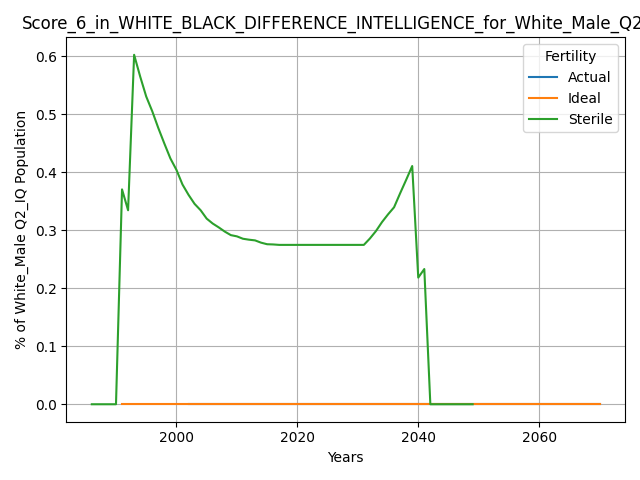 Score_6_in_WHITE_BLACK_DIFFERENCE_INTELLIGENCE_for_White_Male_Q2
Fertility
Actual
Ideal
Sterile
% of White_Male Q2_IQ Population
0.6
0.5
0.4
0.3
0.2
0.1
0.0
2000
2020
2040
2060
Years